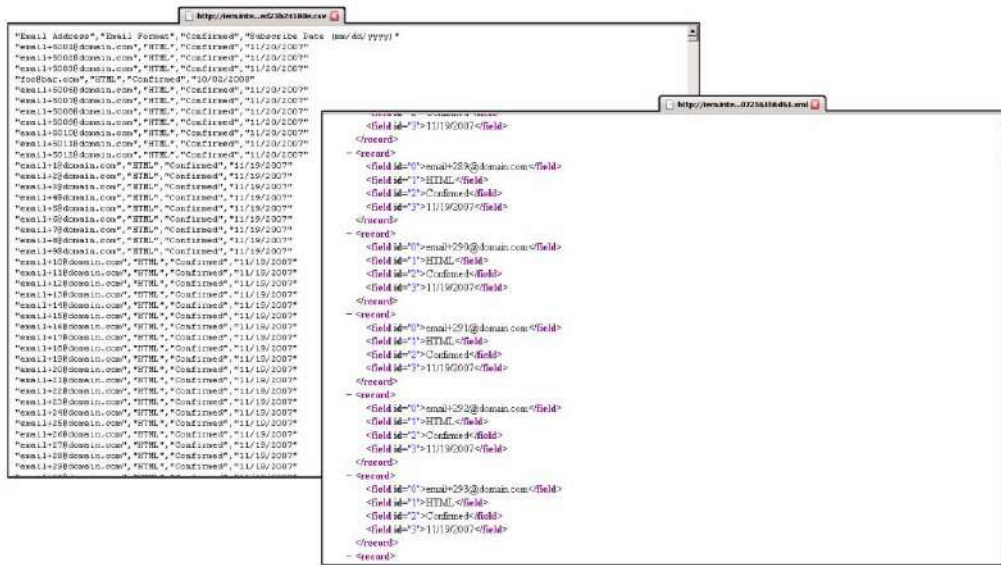 http://iem.inte...ed23b24180e.csv
"Email Address","Email Format","Confirmed","Subscribe Date (mm/dd/yyyy)"
"email+5001@domain.com","HTML","Confirmed","11/20/2007"
"email+5002@domain.com","HTML","Confirmed","11/20/2007"
"email+5003@domain.com","HTML","Confirmed","11/20/2007"
"foo@bar.com","HTML","Confirmed","10/02/2008"
"email+5006@domain.com","HTML","Confirmed","11/20/2007"
"email+5007@domain.com","HTML","Confirmed","11/20/2007"
"email+5008@domain.com","HTML","Confirmed","11/20/2007"
"email+5009@domain.com","HTML","Confirmed","11/20/2007"
"email+5010@domain.com","HTML","Confirmed","11/20/2007"
"email+5011@domain.com","HTML","Confirmed","11/20/2007"
"email+5012@domain.com","HTML","Confirmed","11/20/2007"
"email+1@domain.com","HTML","Confirmed","11/19/2007"
"email+2@domain.com","HTML","Confirmed","11/19/2007"
"email+3@domain.com","HTML","Confirmed","11/19/2007"
"email+4@domain.com","HTML","Confirmed","11/19/2007"
"email+5@domain.com","HTML","Confirmed","11/19/2007"
"email+6@domain.com","HTML","Confirmed","11/19/2007"
"email+7@domain.com","HTML","Confirmed","11/19/2007"
"email+8@domain.com","HTML","Confirmed","11/19/2007"
"email+9@domain.com","HTML","Confirmed","11/19/2007"
"email+10@domain.com","HTML","Confirmed","11/19/2007"
"email+11@domain.com","HTML","Confirmed","11/19/2007"
"email+12@domain.com","HTML","Confirmed","11/19/2007"
"email+13@domain.com","HTML","Confirmed","11/19/2007"
"email+14@domain.com","HTML","Confirmed","11/19/2007"
"email+15@domain.com","HTML","Confirmed","11/19/2007"
"email+16@domain.com","HTML","Confirmed","11/19/2007"
"email+17@domain.com","HTML","Confirmed","11/19/2007"
"email+18@domain.com","HTML","Confirmed","11/19/2007"
"email+19@domain.com","HTML","Confirmed","11/19/2007"
"email+20@domain.com","HTML","Confirmed","11/19/2007"
"email+21@domain.com","HTML","Confirmed","11/19/2007"
"email+22@domain.com","HTML","Confirmed","11/19/2007"
"email+23@domain.com","HTML","Confirmed","11/19/2007"
"email+24@domain.com","HTML","Confirmed","11/19/2007"
"email+25@domain.com","HTML","Confirmed","11/19/2007"
"email+26@domain.com","HTML","Confirmed","11/19/2007"
"email+27@domain.com","HTML","Confirmed","11/19/2007"
"email+28@domain.com","HTML","Confirmed","11/19/2007"
"email+29@domain.com","HTML","Confirmed","11/19/2007"
<field id="3">11/19/2007</field>
</record>
- <record>
<field id="0">email+289@domain.com</field>
<field id="1">HTML</field>
<field id="2">Confirmed</field>
<field id="3">11/19/2007</field>
</record>
- <record>
<field id="0">email+290@domain.com</field>
<field id="1">HTML</field>
<field id="2">Confirmed</field>
<field id="3">11/19/2007</field>
</record>
- <record>
<field id="0">email+291@domain.com</field>
<field id="1">HTML</field>
<field id="2">Confirmed</field>
<field id="3">11/19/2007</field>
</record>
- <record>
<field id="0">email+292@domain.com</field>
<field id="1">HTML</field>
<field id="2">Confirmed</field>
<field id="3">11/19/2007</field>
</record>
- <record>
<field id="0">email+293@domain.com</field>
<field id="1">HTML</field>
<field id="2">Confirmed</field>
<field id="3">11/19/2007</field>
</record>
- <record>